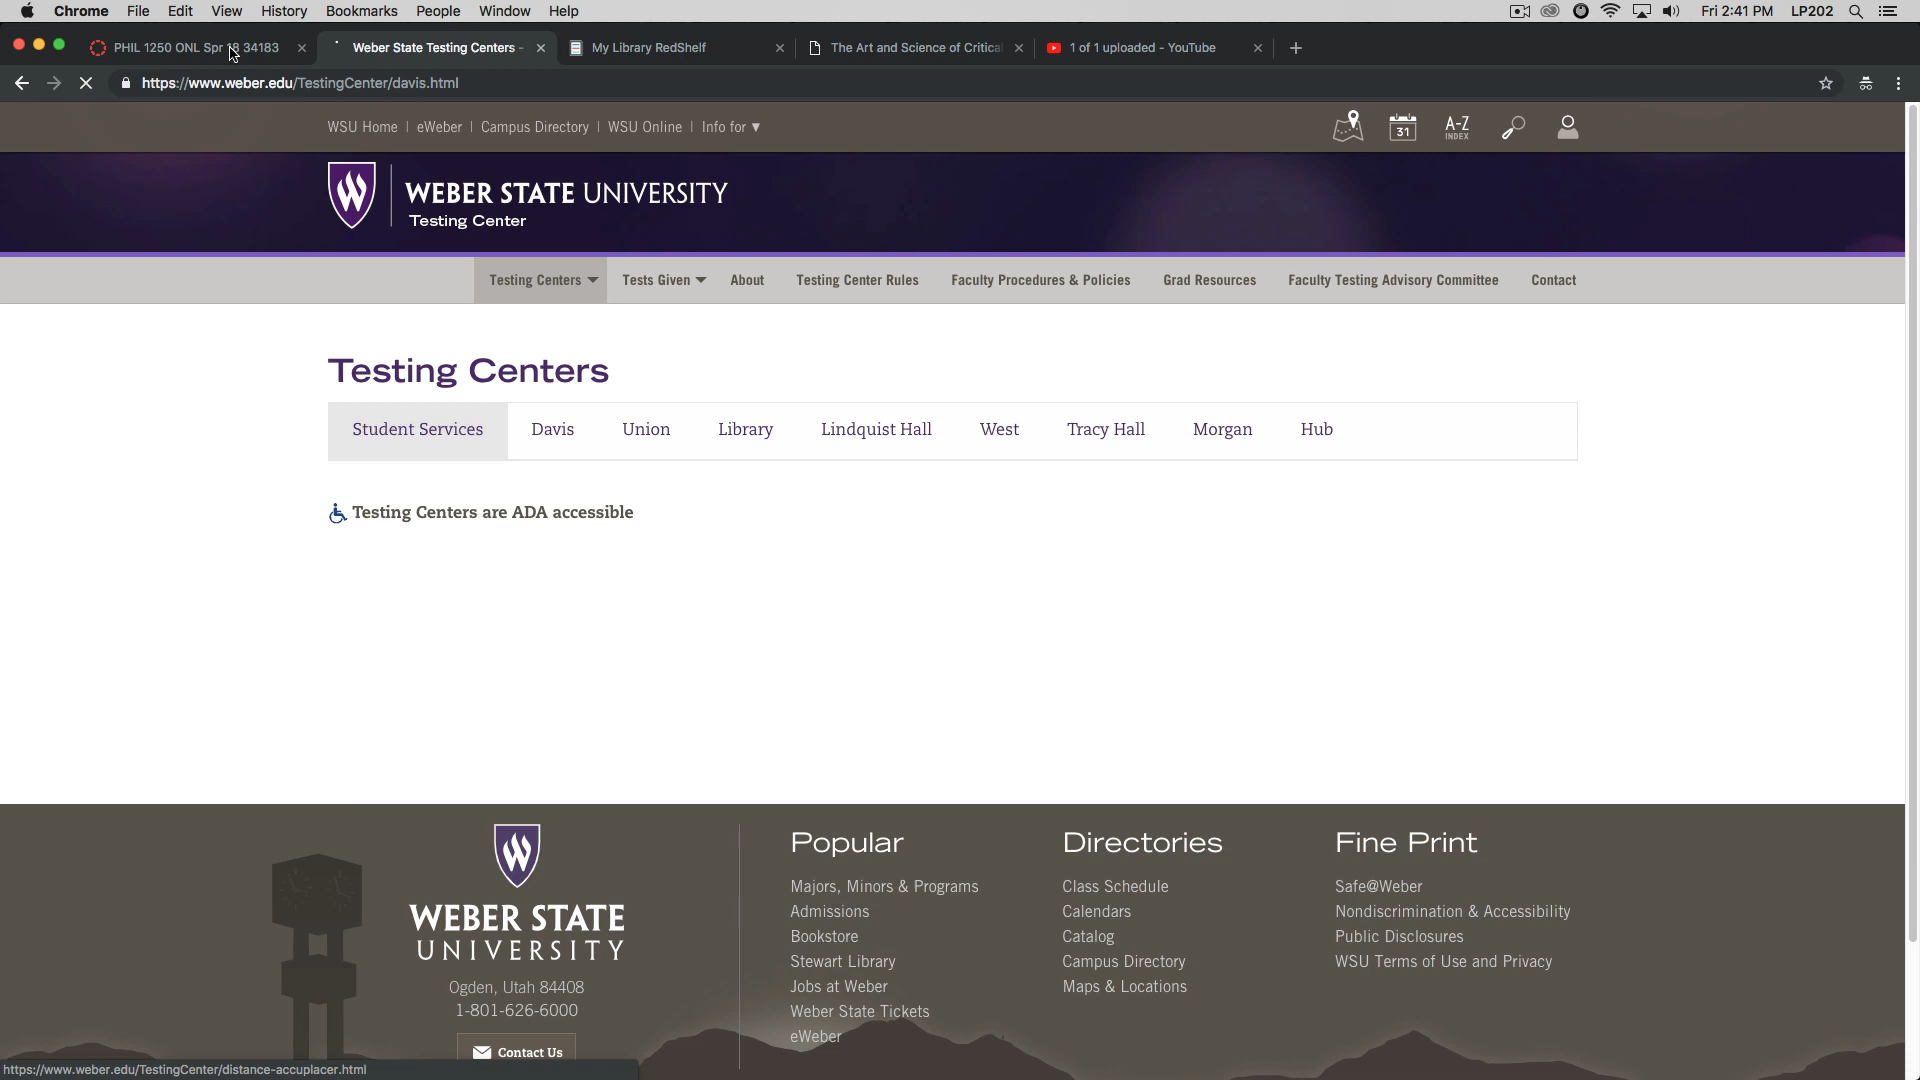 Chrome File Edit View History Bookmarks People Window Help Fri 2:41 PM LP202
PHIL 1250 ONL Spr 18 34183 Weber State Testing Centers - My Library RedShelf The Art and Science of Critical 1 of 1 uploaded - YouTube
https://www.weber.edu/TestingCenter/davis.html
WSU Home | eWeber | Campus Directory | WSU Online | Info for ▼ 31 A-Z INDEX
WEBER STATE UNIVERSITY
Testing Center
Testing Centers Tests Given About Testing Center Rules Faculty Procedures & Policies Grad Resources Faculty Testing Advisory Committee Contact
Testing Centers
Student Services Davis Union Library Lindquist Hall West Tracy Hall Morgan Hub
Testing Centers are ADA accessible
WEBER STATE
UNIVERSITY
Ogden, Utah 84408
1-801-626-6000
Contact Us
Popular
Majors, Minors & Programs
Admissions
Bookstore
Stewart Library
Jobs at Weber
Weber State Tickets
eWeber
Directories
Class Schedule
Calendars
Catalog
Campus Directory
Maps & Locations
Fine Print
Safe@Weber
Nondiscrimination & Accessibility
Public Disclosures
WSU Terms of Use and Privacy
https://www.weber.edu/TestingCenter/distance-accuplacer.html